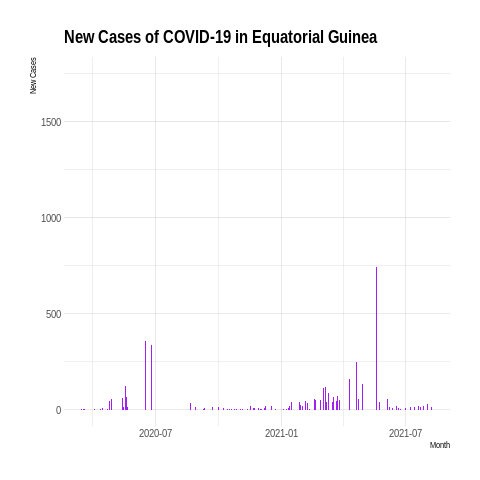 New Cases of COVID-19 in Equatorial Guinea
New Cases
1500
1000
500
0
2020-07
2021-01
2021-07
Month